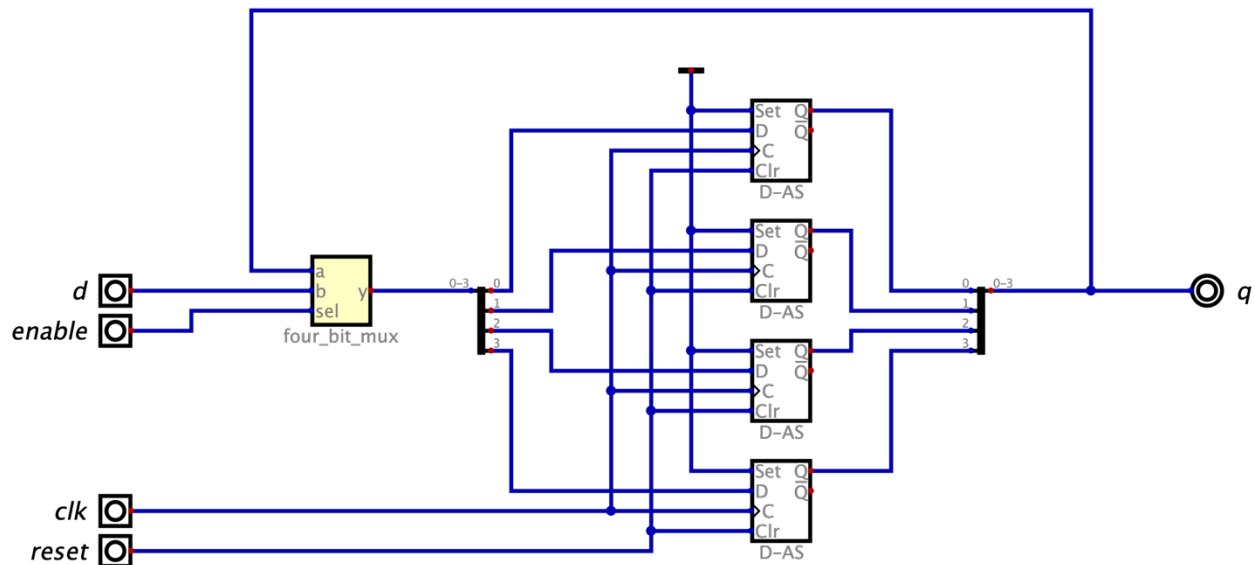 Set Q
D Q
C
Clr
D-AS
Set Q
D Q
C
Clr
D-AS
a
b y
sel
four_bit_mux
d
enable
0-3
0
1
2
3
0
1
2
3
0-3
q
Set Q
D Q
C
Clr
D-AS
Set Q
D Q
C
Clr
D-AS
clk
reset